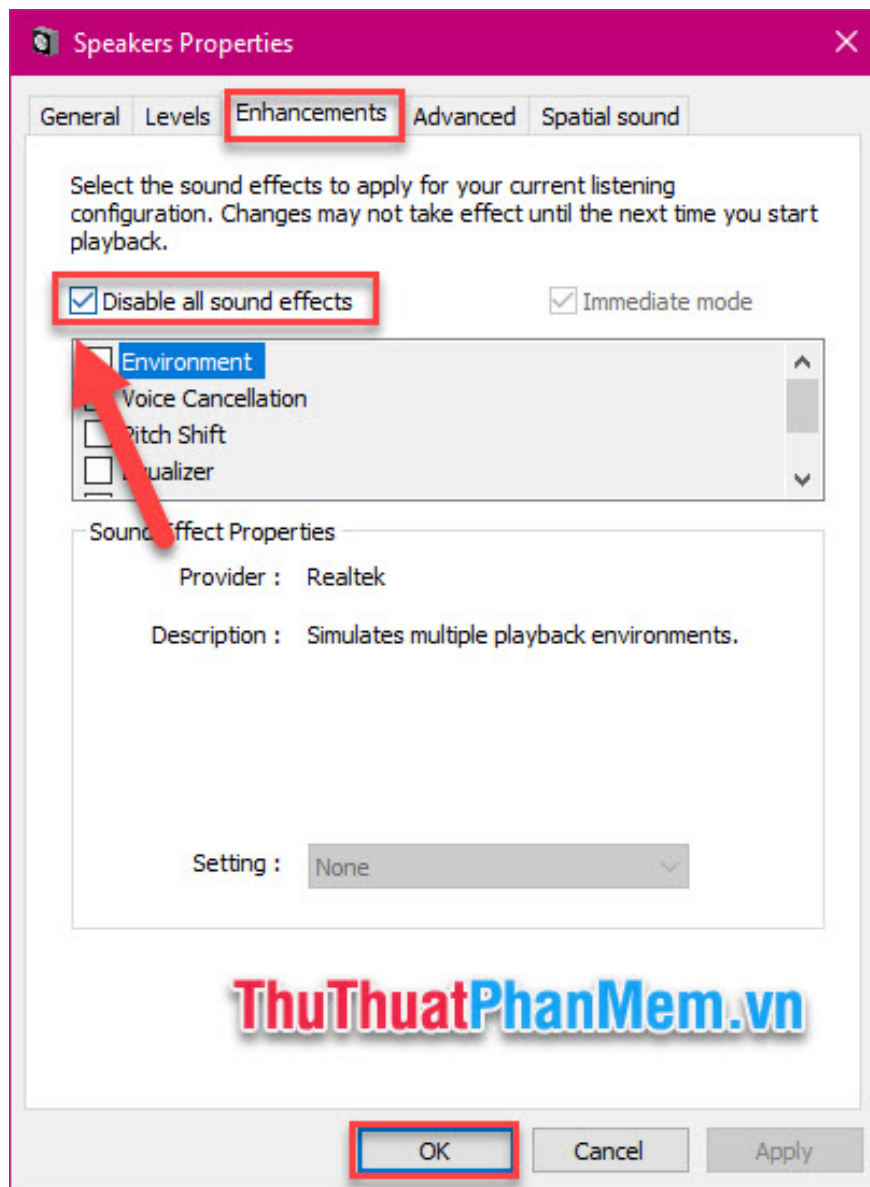 Speakers Properties
General Levels Enhancements Advanced Spatial sound
Select the sound effects to apply for your current listening
configuration. Changes may not take effect until the next time you start
playback.
Disable all sound effects Immediate mode
Environment
Voice Cancellation
Pitch Shift
Equalizer
Sound Effect Properties
Provider : Realtek
Description : Simulates multiple playback environments.
Setting : None
ThuThuatPhanMem.vn
OK Cancel Apply